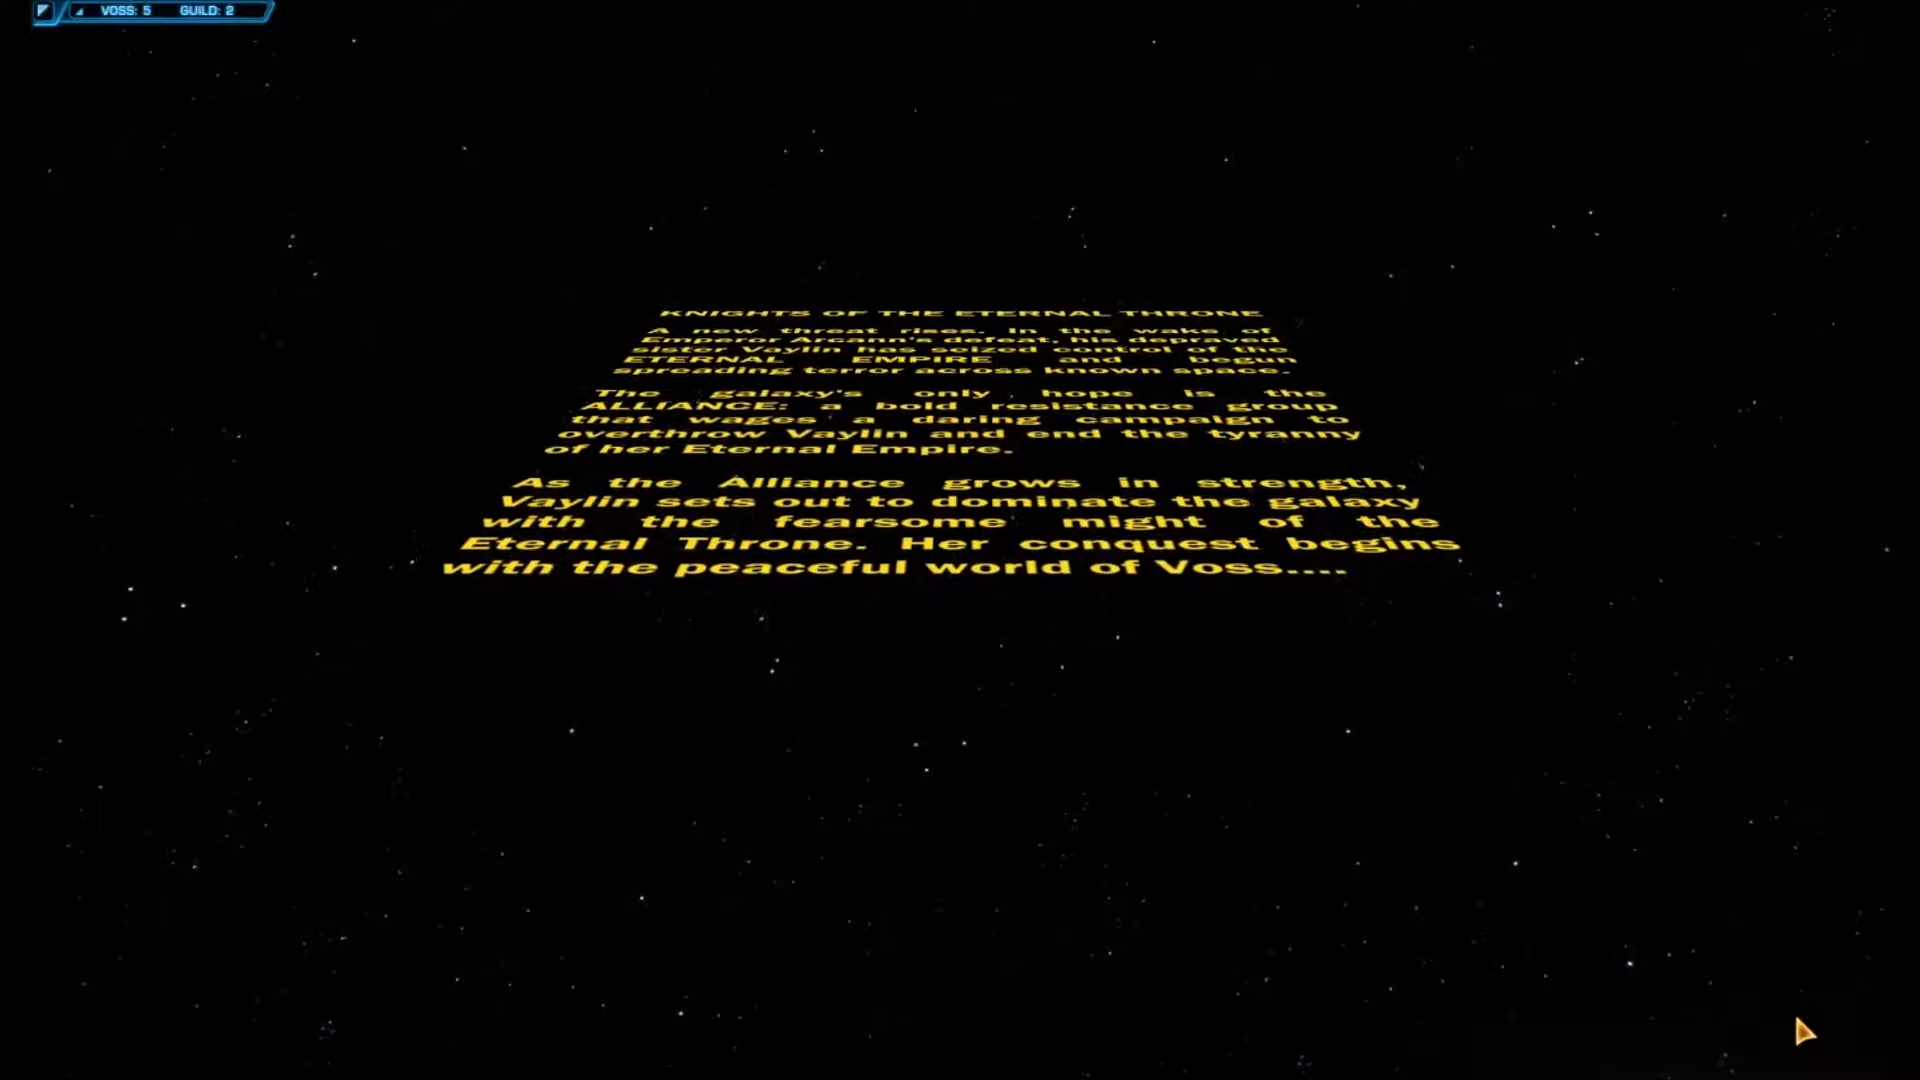 VOSS: 5 GUILD: 2
KNIGHTS OF THE ETERNAL THRONE
A new threat rises. In the wake of
Emperor Arcann's defeat, his depraved
sister Vaylin has seized control of the
ETERNAL EMPIRE and begun
spreading terror across known space.
The galaxy's only hope is the
ALLIANCE: a bold resistance group
that wages a daring campaign to
overthrow Vaylin and end the tyranny
of her Eternal Empire.
As the Alliance grows in strength,
Vaylin sets out to dominate the galaxy
with the fearsome might of the
Eternal Throne. Her conquest begins
with the peaceful world of Voss....